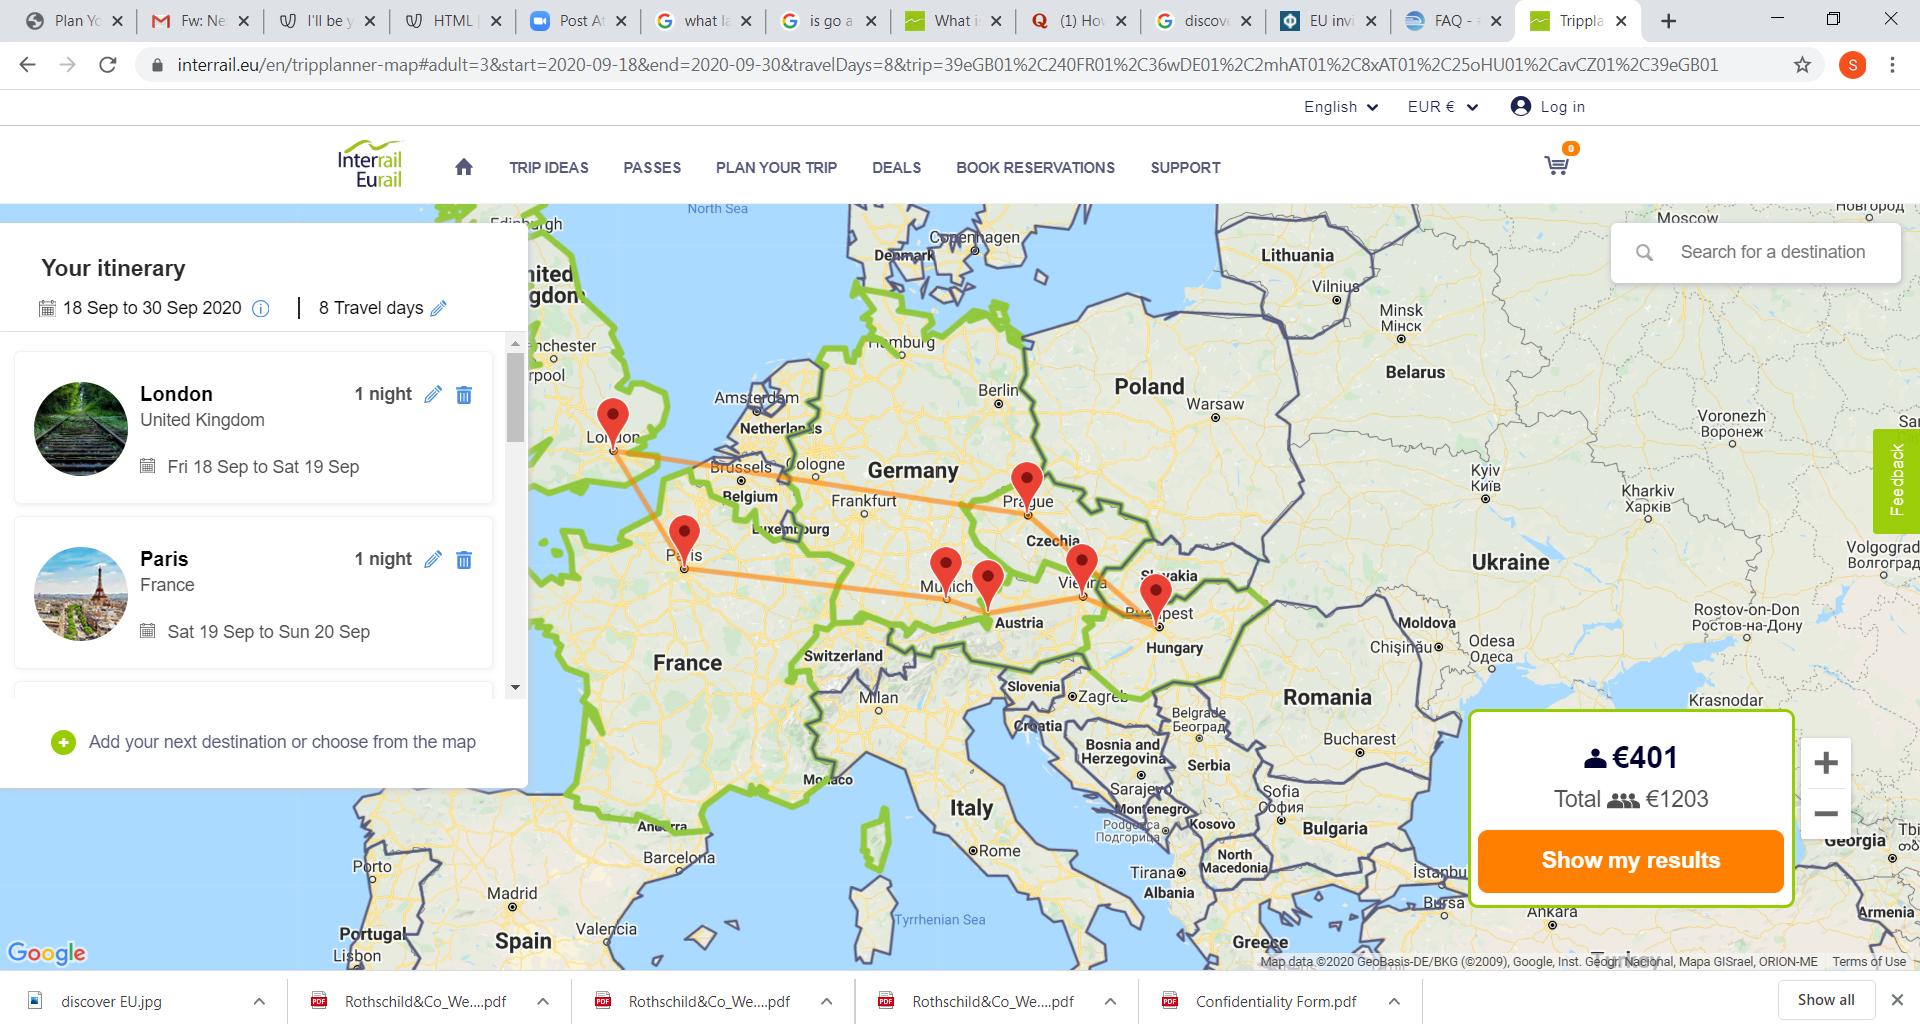 Plan Yo
Fw: Ne
I'll be y
HTML
Post At
what la
is go a
What i
(1) Ho
discov
EU invi
FAQ -
Trippla
interrail.eu/en/tripplanner-map#adult=3&start=2020-09-18&end=2020-09-30&travelDays=8&trip=39eGB01%2C240FR01%2C36wDE01%2C2mhAT01%2C8xAT01%2C25oHU01%2CavCZ01%2C39eGB01
S
English
EUR €
Log in
Interrail
Eurail
TRIP IDEAS
PASSES
PLAN YOUR TRIP
DEALS
BOOK RESERVATIONS
SUPPORT
0
Your itinerary
18 Sep to 30 Sep 2020
8 Travel days
London
1 night
United Kingdom
Fri 18 Sep to Sat 19 Sep
Paris
1 night
France
Sat 19 Sep to Sun 20 Sep
Add your next destination or choose from the map
Search for a destination
Feedback
North Sea
Edinburgh
nited
gdom
nchester
rpool
London
Copenhagen
Denmark
Lithuania
Vilnius
Moscow
Новгород
Minsk
Минск
Belarus
Hamburg
Berlin
Poland
Warsaw
Amsterdam
Netherlands
Brussels
Cologne
Belgium
Germany
Frankfurt
Luxembourg
Prague
Czechia
Paris
Munich
Vienna
Slovakia
Budapest
Austria
Hungary
Switzerland
France
Milan
Slovenia
Zagreb
Croatia
Monaco
Andorra
Barcelona
Porto
Madrid
Portugal
Lisbon
Spain
Valencia
Italy
Rome
Tyrrhenian Sea
Bosnia and
Herzegovina
Sarajevo
Montenegro
Podgorica
Подгорица
Belgrade
Београд
Serbia
Kosovo
North
Macedonia
Tirana
Albania
Greece
Sofia
София
Bulgaria
Romania
Bucharest
Moldova
Chișinău
Odesa
Одеса
Ukraine
Kyiv
Київ
Kharkiv
Харків
Voronezh
Воронеж
Volgograd
Волгоград
Rostov-on-Don
Ростов-на-Дону
Krasnodar
İstanbu
Bursa
Ankara
Turkey
Georgia
Armenia
€401
Total €1203
Show my results
+
−
Google
Map data ©2020 GeoBasis-DE/BKG (©2009), Google, Inst. Geogr. Nacional, Mapa GISrael, ORION-ME
Terms of Use
discover EU.jpg
Rothschild&Co_We....pdf
Rothschild&Co_We....pdf
Rothschild&Co_We....pdf
Confidentiality Form.pdf
Show all